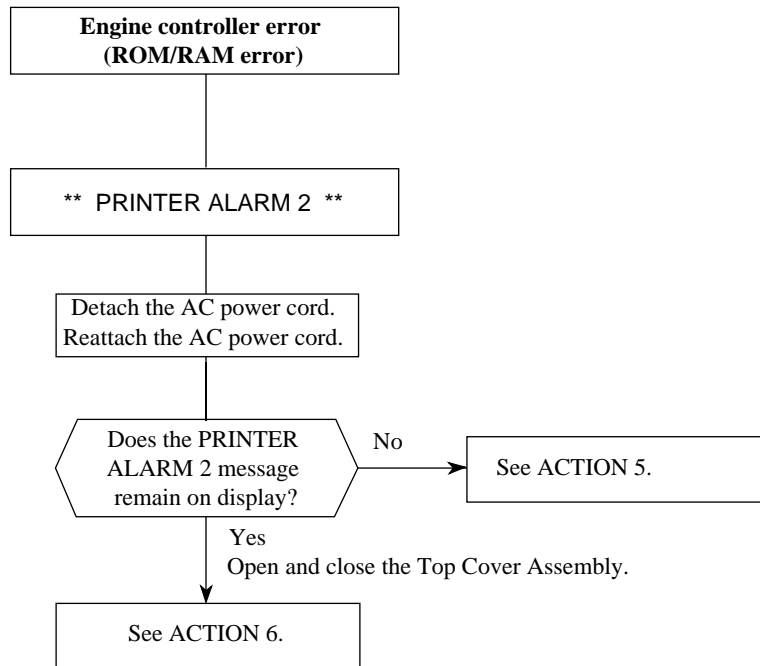 Engine controller error
(ROM/RAM error)
** PRINTER ALARM 2 **
Detach the AC power cord.
Reattach the AC power cord.
Does the PRINTER
ALARM 2 message
remain on display?
No
See ACTION 5.
Yes
Open and close the Top Cover Assembly.
See ACTION 6.